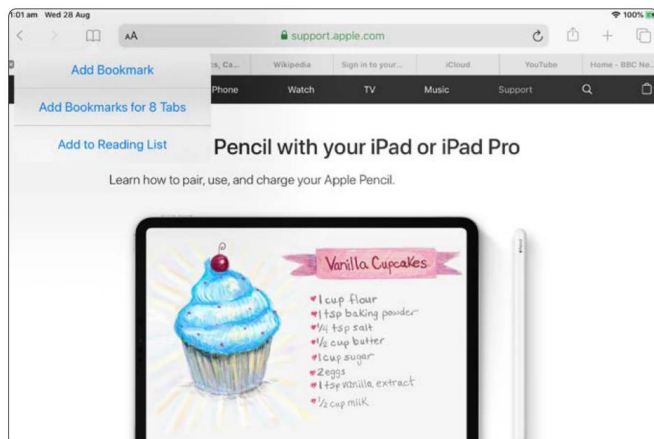 1:01 am Wed 28 Aug 100%
AA support.apple.com
ts, Ca... Wikipedia Sign in to your... iCloud YouTube Home - BBC Ne...
Add Bookmark
Phone Watch TV Music Support
Add Bookmarks for 8 Tabs
Add to Reading List
Pencil with your iPad or iPad Pro
Learn how to pair, use, and charge your Apple Pencil.
Vanilla Cupcakes
1 cup flour
1 tsp baking powder
1/4 tsp salt
1/2 cup butter
1 cup sugar
2 eggs
1 tsp vanilla extract
1/2 cup milk